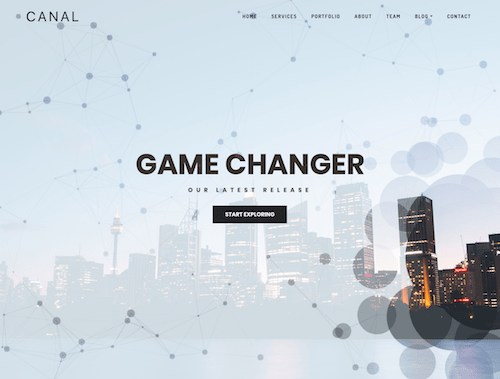 CANAL
HOME SERVICES PORTFOLIO ABOUT TEAM BLOG CONTACT
GAME CHANGER
OUR LATEST RELEASE
START EXPLORING